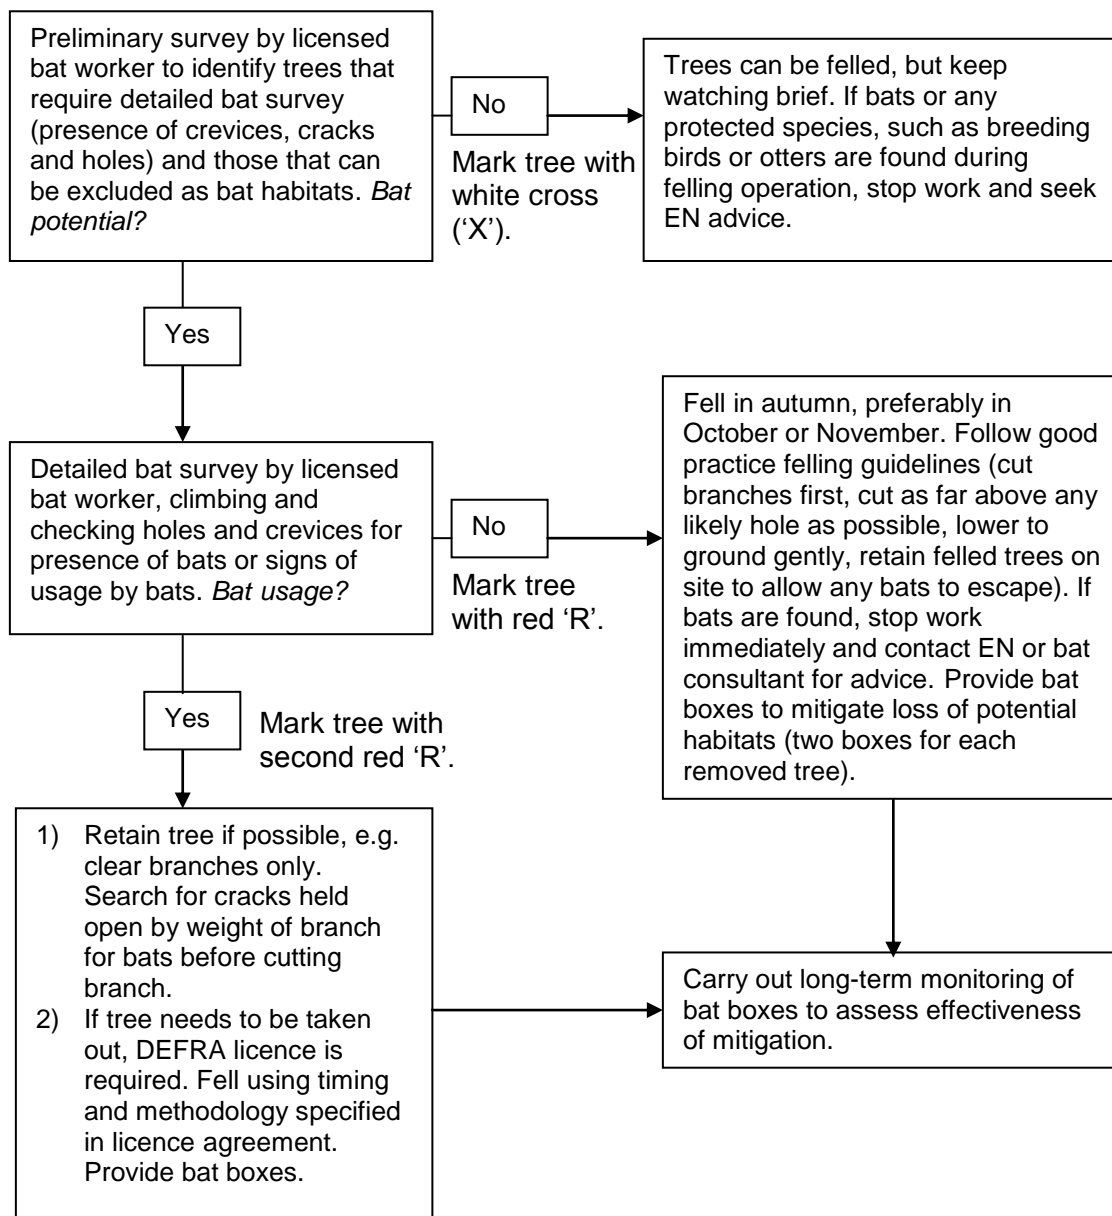 Preliminary survey by licensed
bat worker to identify trees that
require detailed bat survey
(presence of crevices, cracks
and holes) and those that can
be excluded as bat habitats. Bat
potential?
No
Mark tree with
white cross
(‘X’).
Trees can be felled, but keep
watching brief. If bats or any
protected species, such as breeding
birds or otters are found during
felling operation, stop work and seek
EN advice.
Yes
Detailed bat survey by licensed
bat worker, climbing and
checking holes and crevices for
presence of bats or signs of
usage by bats. Bat usage?
No
Mark tree
with red ‘R’.
Fell in autumn, preferably in
October or November. Follow good
practice felling guidelines (cut
branches first, cut as far above any
likely hole as possible, lower to
ground gently, retain felled trees on
site to allow any bats to escape). If
bats are found, stop work
immediately and contact EN or bat
consultant for advice. Provide bat
boxes to mitigate loss of potential
habitats (two boxes for each
removed tree).
Yes
Mark tree with
second red ‘R’.
1) Retain tree if possible, e.g.
clear branches only.
Search for cracks held
open by weight of branch
for bats before cutting
branch.
2) If tree needs to be taken
out, DEFRA licence is
required. Fell using timing
and methodology specified
in licence agreement.
Provide bat boxes.
Carry out long-term monitoring of
bat boxes to assess effectiveness
of mitigation.